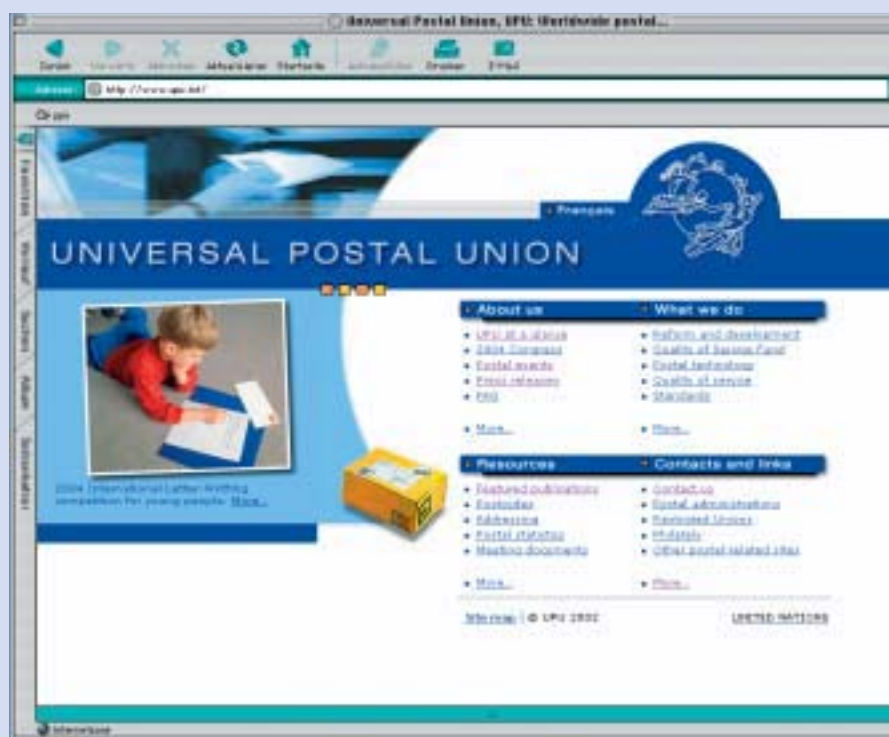 Universal Postal Union, UPU: Worldwide postal...
Zurück Aktualisieren Startseite Drucken E-Mail
Adresse http://www.upu.int/
Favoriten
Verlauf
Suchen
Album
Français
UNIVERSAL POSTAL UNION
About us
UPU at a glance
2004 Congress
Postal events
Press releases
FAQ
More...
What we do
Reform and development
Quality of Service Fund
Postal technology
Quality of service
Standards
More...
2004 International Letter-Writing
competition for young people. More...
Resources
Featured publications
Postcodes
Addressing
Postal statistics
Meeting documents
More...
Contacts and links
Contact us
Postal administrations
Restricted Unions
Philately
Other postal related sites
More...
Site map | © UPU 2002
UNITED NATIONS